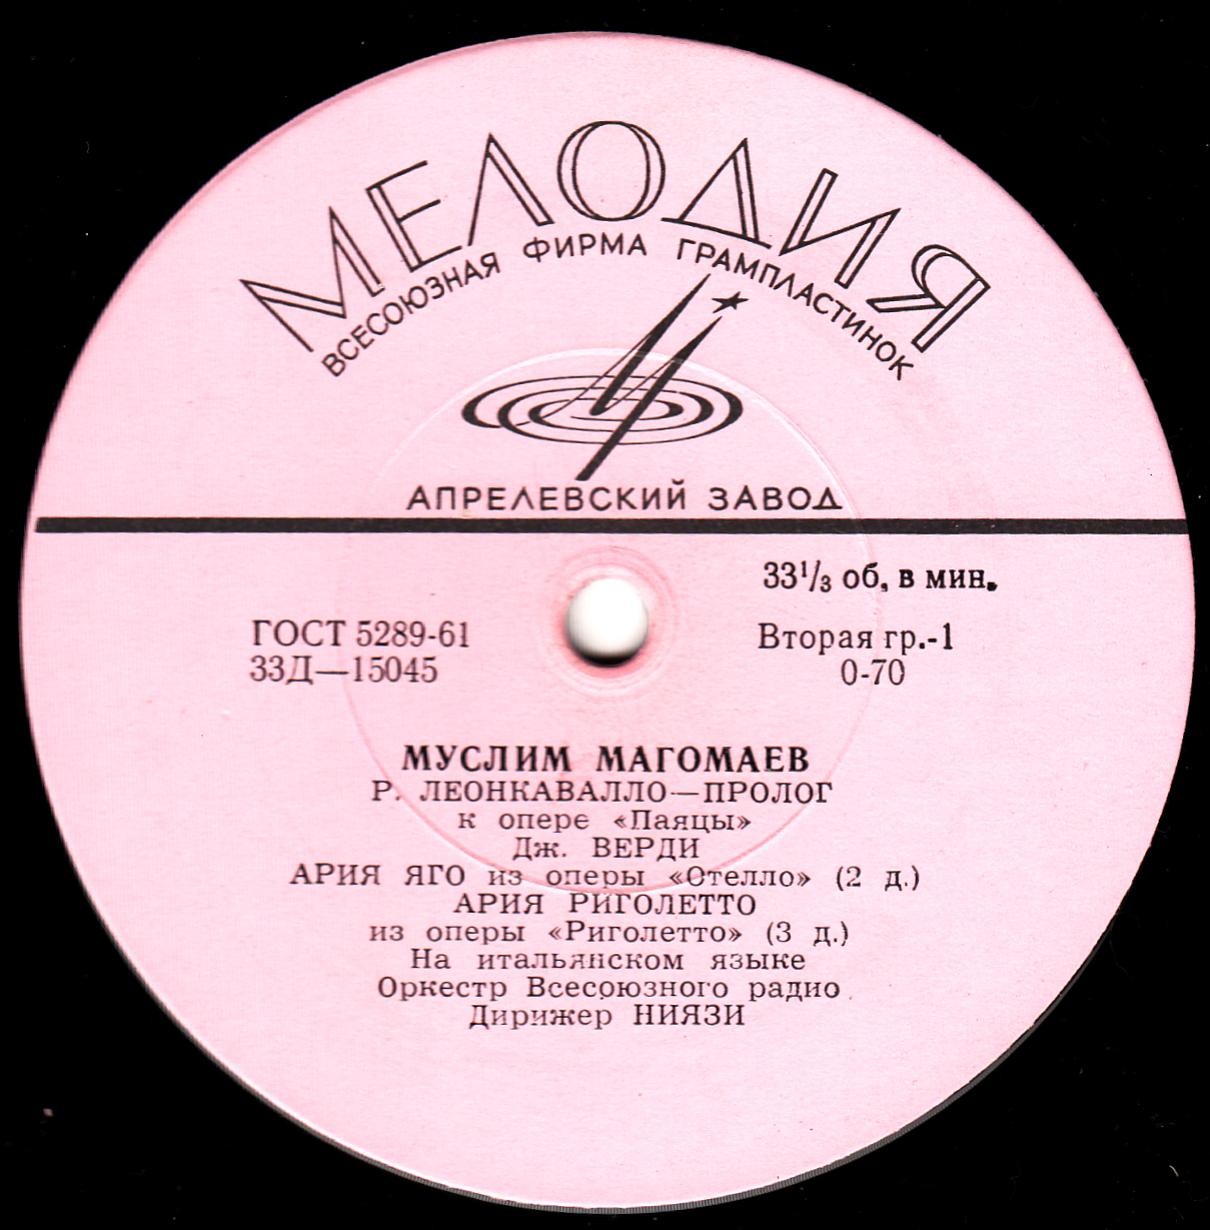 МЕЛОДИЯ
ВСЕСОЮЗНАЯ ФИРМА ГРАМПЛАСТИНОК
АПРЕЛЕВСКИЙ ЗАВОД
33¹/₃ об, в мин.
ГОСТ 5289-61
Вторая гр.-1
33Д—15045
0-70
МУСЛИМ МАГОМАЕВ
Р. ЛЕОНКАВАЛЛО—ПРОЛОГ
к опере «Паяцы»
Дж. ВЕРДИ
АРИЯ ЯГО из оперы «Отелло» (2 д.)
АРИЯ РИГОЛЕТТО
из оперы «Риголетто» (3 д.)
На итальянском языке
Оркестр Всесоюзного радио
Дирижер НИЯЗИ